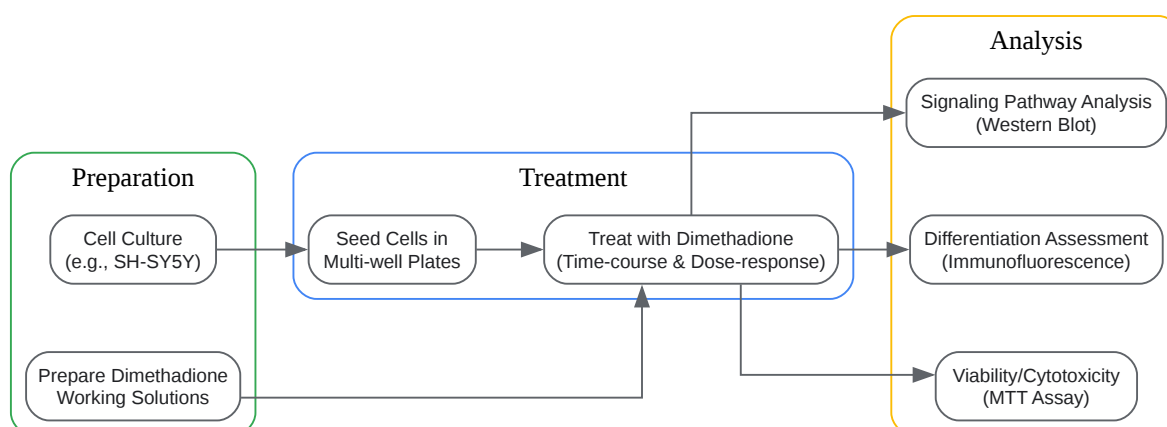 Preparation
Cell Culture
(e.g., SH-SY5Y)
Prepare Dimethadione
Working Solutions
Treatment
Seed Cells in
Multi-well Plates
Treat with Dimethadione
(Time-course & Dose-response)
Analysis
Signaling Pathway Analysis
(Western Blot)
Differentiation Assessment
(Immunofluorescence)
Viability/Cytotoxicity
(MTT Assay)